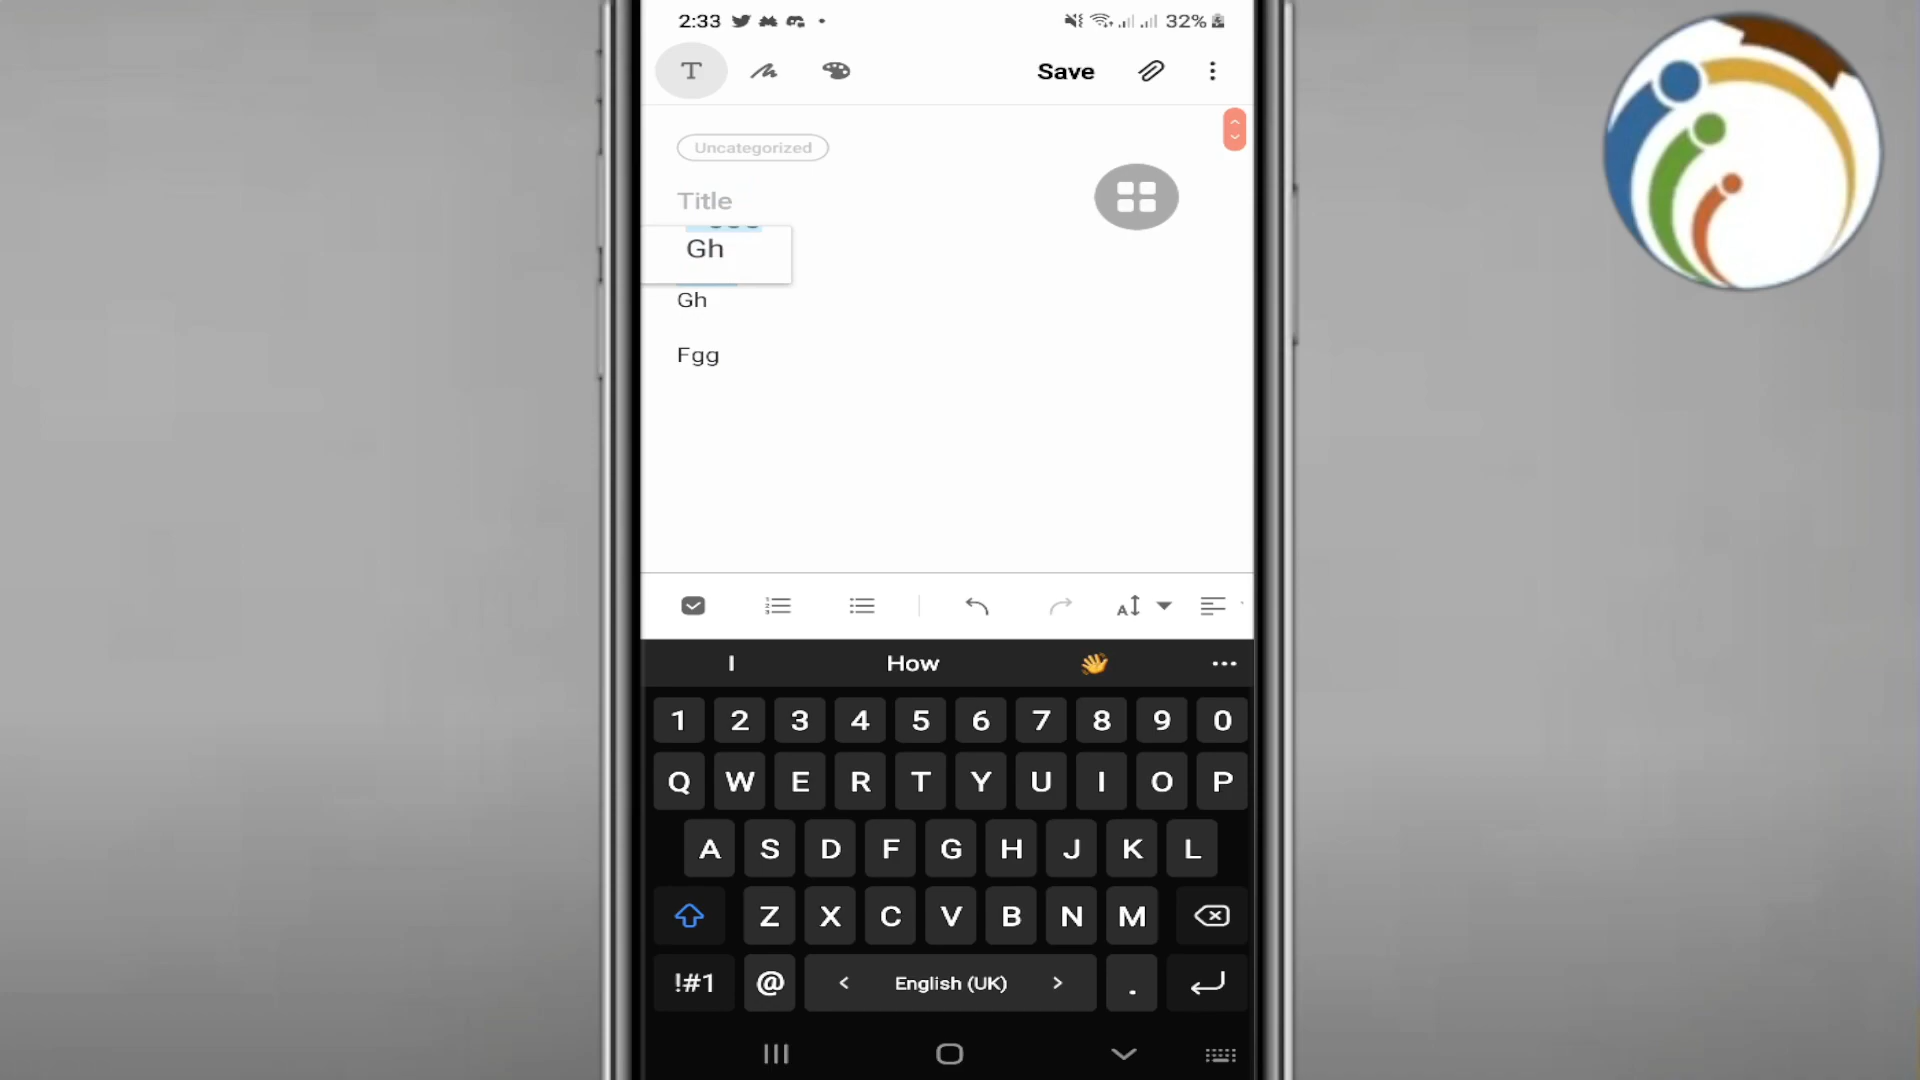 2:33
32%
T
Save
Uncategorized
Title
Gh
Gh
Fgg
I How 👋 •••
1 2 3 4 5 6 7 8 9 0
Q W E R T Y U I O P
A S D F G H J K L
Z X C V B N M
!#1 @ < English (UK) > .